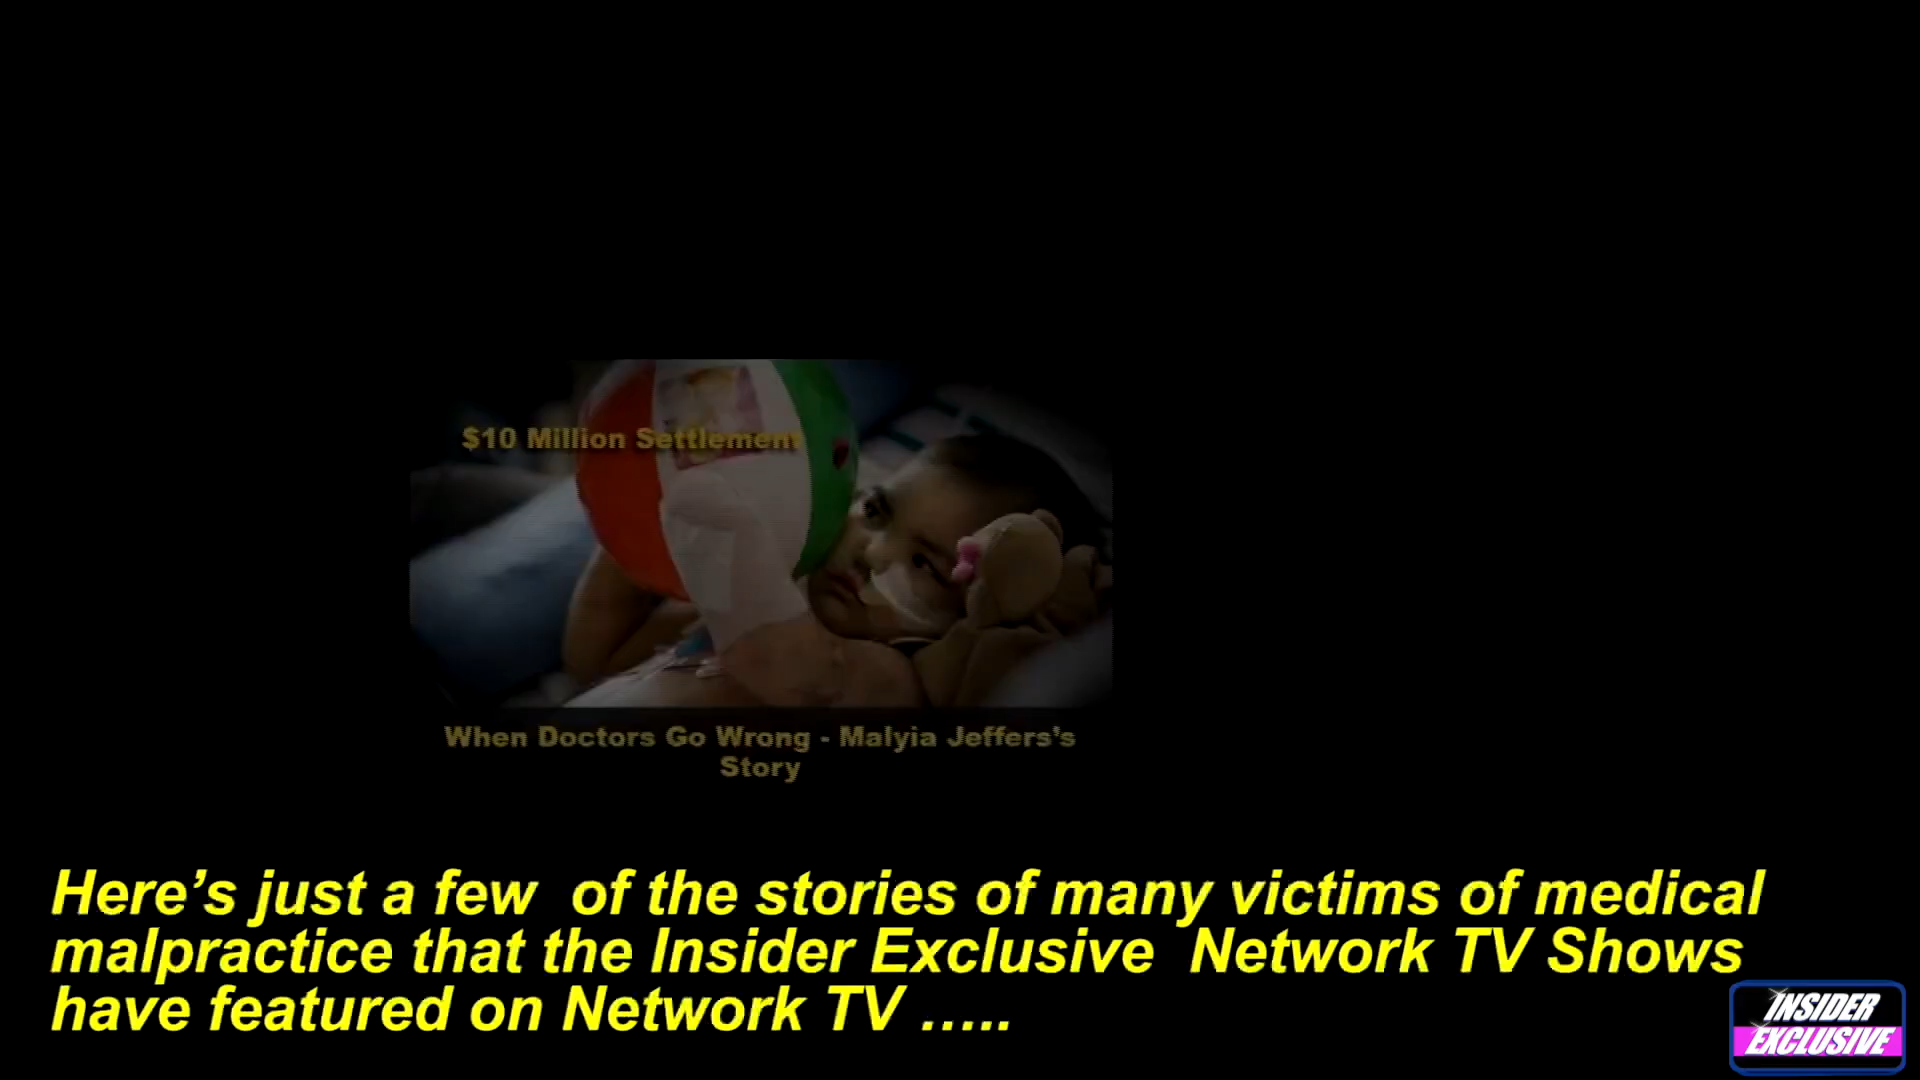 $10 Million Settlement
When Doctors Go Wrong - Malyia Jeffers's
Story
Here’s just a few  of the stories of many victims of medical
malpractice that the Insider Exclusive  Network TV Shows
have featured on Network TV …..
INSIDER
EXCLUSIVE